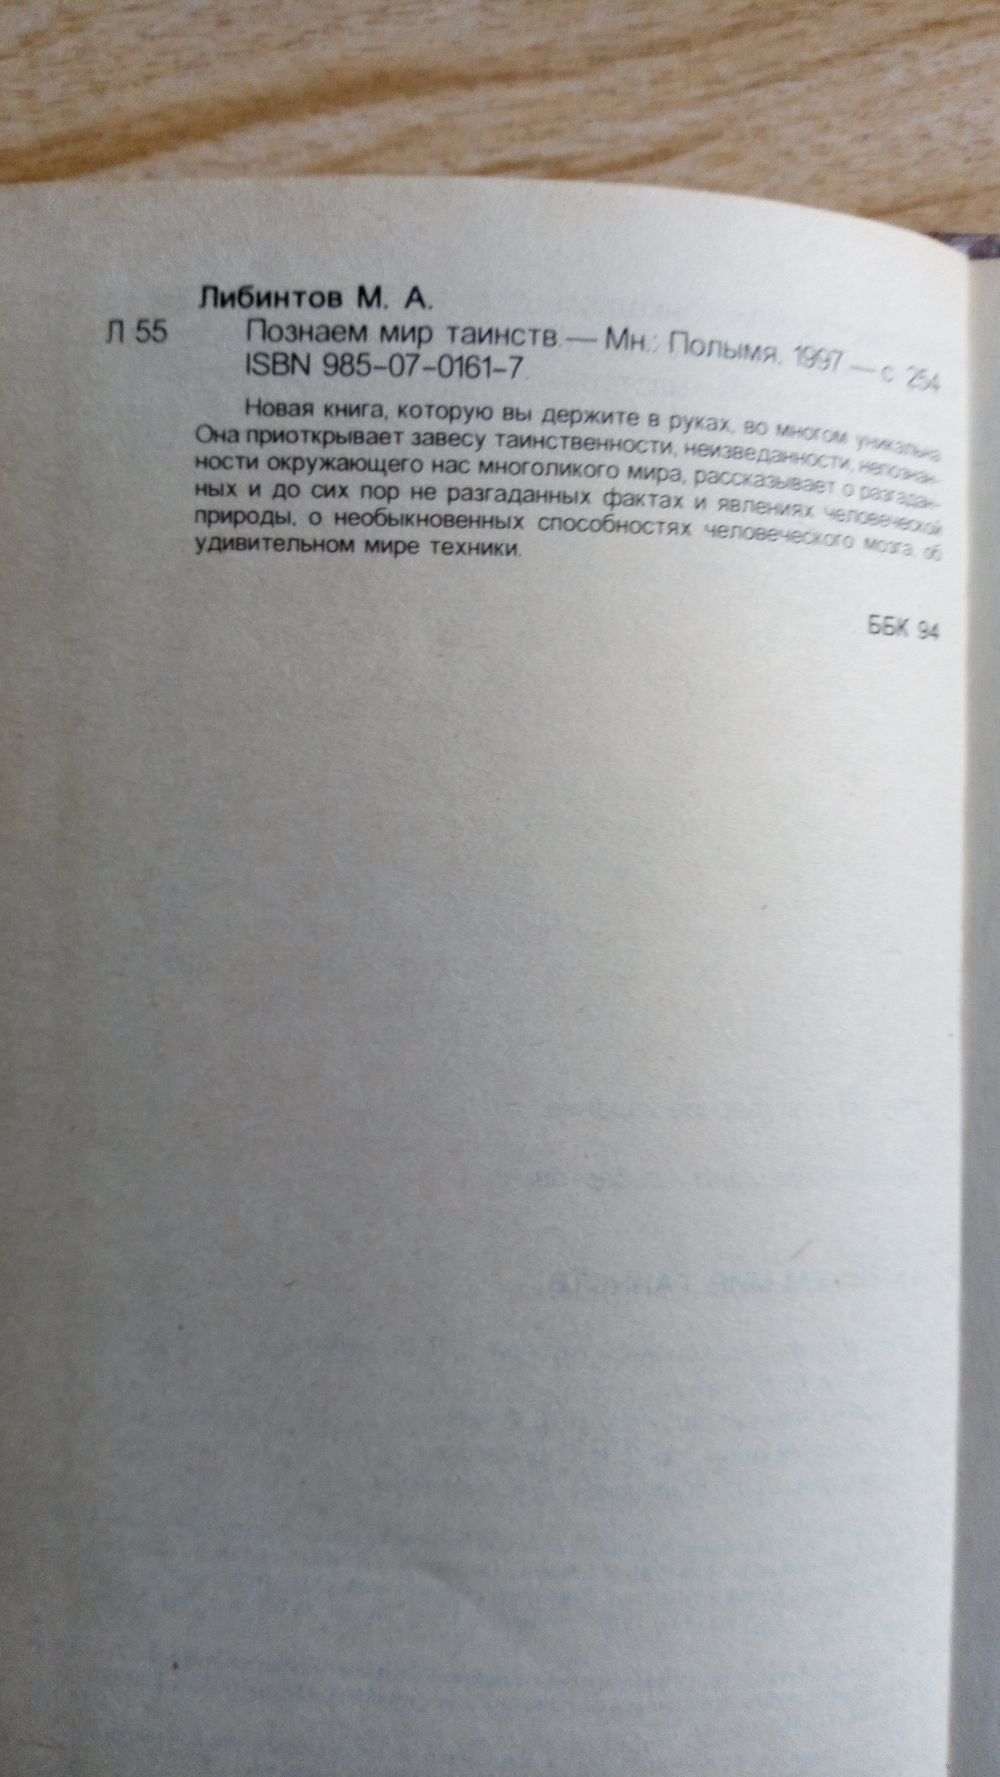 Либинтов М. А.
Л 55 Познаем мир таинств.— Мн.: Полымя, 1997.—с. 254
ISBN 985-07-0161-7.
Новая книга, которую вы держите в руках, во многом уникальна.
Она приоткрывает завесу таинственности, неизведанности, непознан-
ности окружающего нас многоликого мира, рассказывает о разгадан-
ных и до сих пор не разгаданных фактах и явлениях человеческой
природы, о необыкновенных способностях человеческого мозга, об
удивительном мире техники.
ББК 94